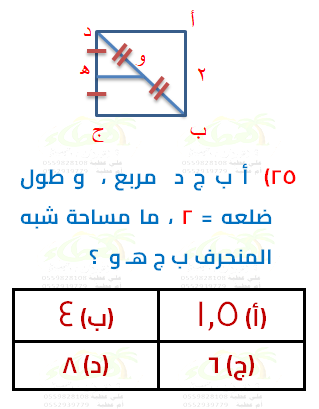 أ
د
و
٢
هـ
ب
ج
٢٥) أ ب ج د مربع ، و طول
ضلعه = ٢ ، ما مساحة شبه
المنحرف ب ج هـ و ؟
(أ) ١,٥
(ب) ٤
(ج) ٦
(د) ٨